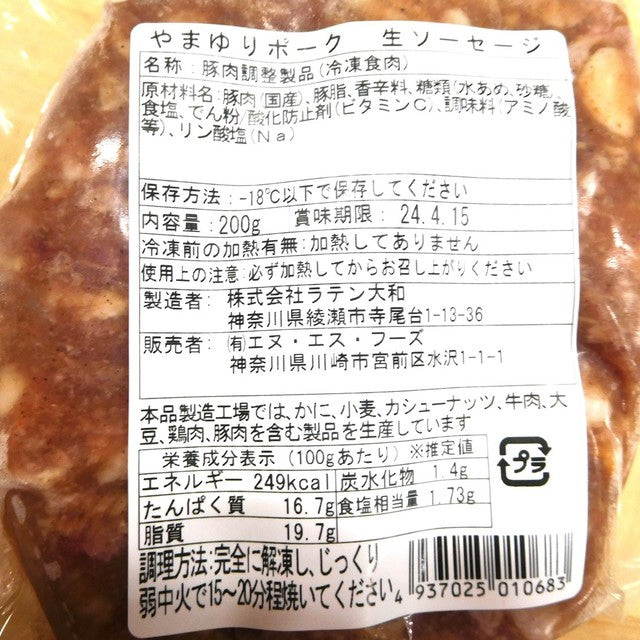 やまゆりポーク 生ソーセージ
名称:豚肉調整製品(冷凍食肉)
原材料名:豚肉(国産)、豚脂、香辛料、糖類(水あめ、砂糖)、
食塩、でん粉/酸化防止剤(ビタミンC)、調味料(アミノ酸
等)、リン酸塩(Na)
保存方法:-18℃以下で保存してください
内容量:200g 賞味期限:24.4.15
冷凍前の加熱有無:加熱してありません
使用上の注意:必ず加熱してからお召し上がりください
製造者:株式会社ラテン大和
神奈川県綾瀬市寺尾台1-13-36
販売者:㈲エヌ・エス・フーズ
神奈川県川崎市宮前区水沢1-1-1
本品製造工場では、かに、小麦、カシューナッツ、牛肉、大
豆、鶏肉、豚肉を含む製品を生産しています
栄養成分表示(100gあたり)※推定値
エネルギー 249kcal 炭水化物 1.4g
たんぱく質 16.7g 食塩相当量 1.73g
脂質 19.7g
プラ
調理方法:完全に解凍し、じっくり
弱中火で15~20分程焼いてください
4 937025 010683